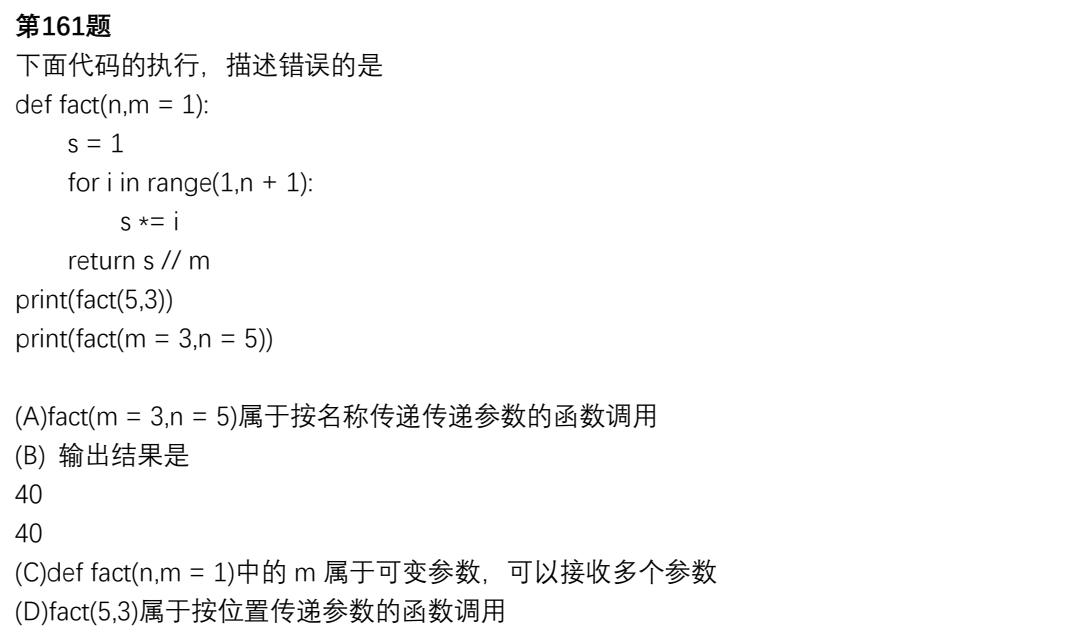 第161题
下面代码的执行，描述错误的是
def fact(n,m = 1):
s = 1
for i in range(1,n + 1):
s *= i
return s // m
print(fact(5,3))
print(fact(m = 3,n = 5))
(A)fact(m = 3,n = 5)属于按名称传递传递参数的函数调用
(B) 输出结果是
40
40
(C)def fact(n,m = 1)中的 m 属于可变参数，可以接收多个参数
(D)fact(5,3)属于按位置传递参数的函数调用